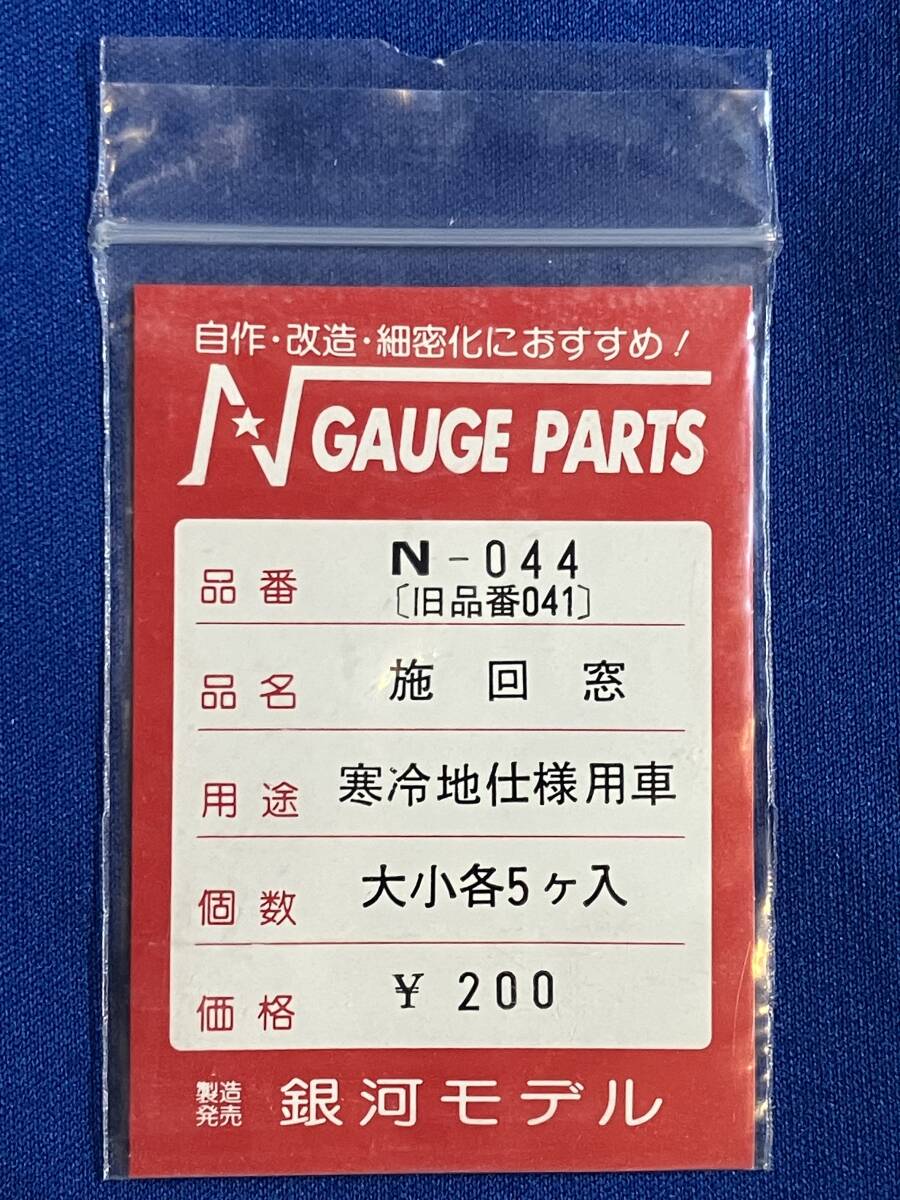 自作・改造・細密化におすすめ!
N GAUGE PARTS
品番 N-044
〔旧品番041〕
品名 施回窓
用途 寒冷地仕様用車
個数 大小各5ヶ入
価格 ¥200
製造発売 銀河モデル